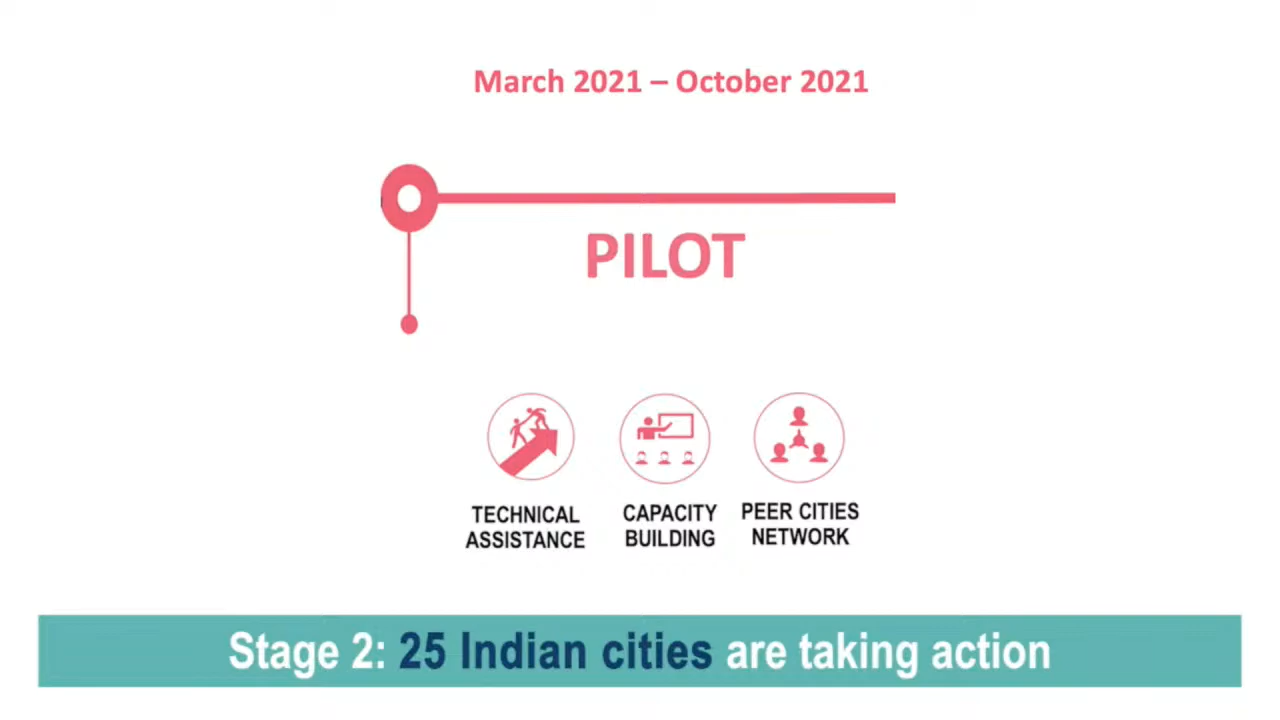 March 2021 – October 2021
PILOT
TECHNICAL
ASSISTANCE
CAPACITY
BUILDING
PEER CITIES
NETWORK
Stage 2: 25 Indian cities are taking action